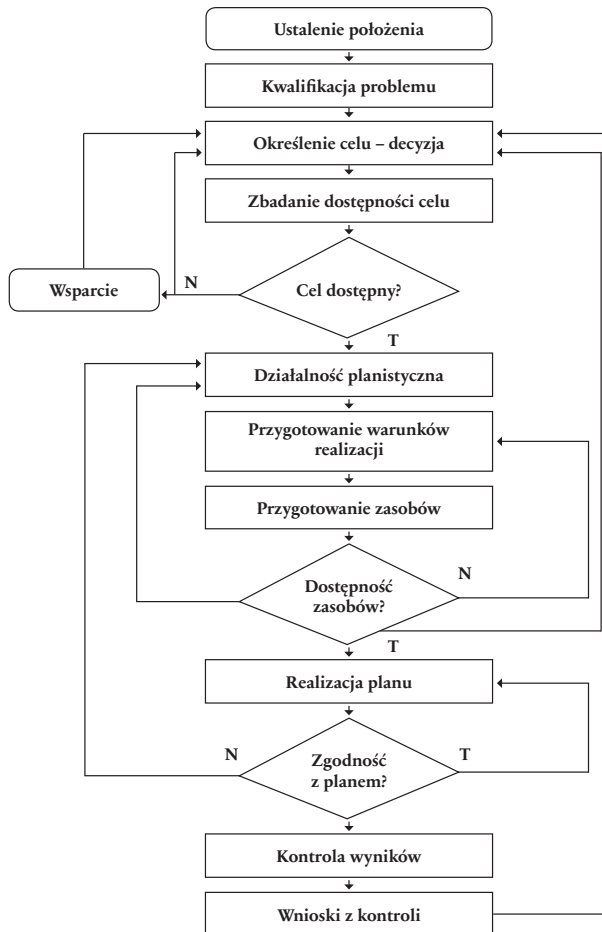 Ustalenie położenia
Kwalifikacja problemu
Określenie celu – decyzja
Zbadanie dostępności celu
Wsparcie
N
Cel dostępny?
T
Działalność planistyczna
Przygotowanie warunków
realizacji
Przygotowanie zasobów
Dostępność
zasobów?
N
T
Realizacja planu
N
Zgodność
z planem?
T
Kontrola wyników
Wnioski z kontroli